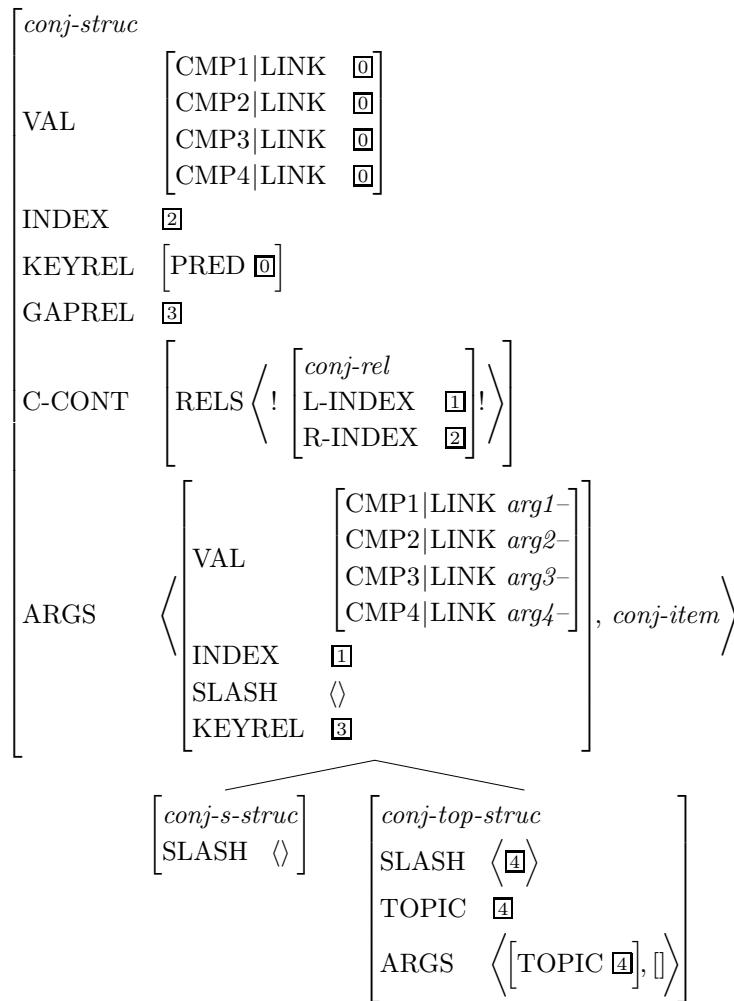 conj-struc
VAL
CMP1|LINK 0
CMP2|LINK 0
CMP3|LINK 0
CMP4|LINK 0
INDEX 2
KEYREL [PRED 0]
GAPREL 3
C-CONT [RELS ⟨! [conj-rel
L-INDEX 1
R-INDEX 2] !⟩]
ARGS ⟨
VAL
CMP1|LINK arg1–
CMP2|LINK arg2–
CMP3|LINK arg3–
CMP4|LINK arg4–
INDEX 1
SLASH ⟨⟩
KEYREL 3
, conj-item ⟩
conj-s-struc
SLASH ⟨⟩
conj-top-struc
SLASH ⟨4⟩
TOPIC 4
ARGS ⟨[TOPIC 4], []⟩